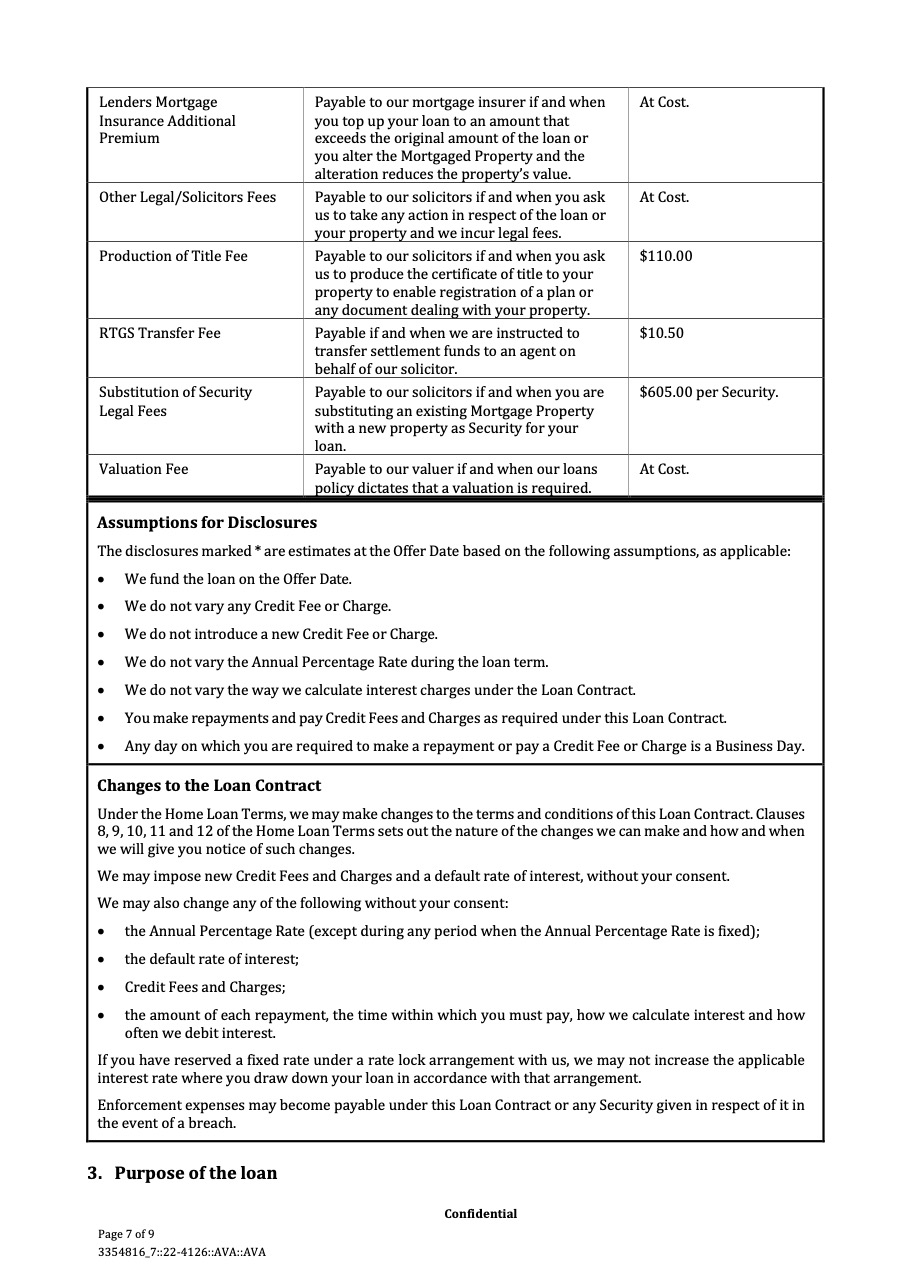 Lenders Mortgage
Insurance Additional
Premium
Payable to our mortgage insurer if and when
you top up your loan to an amount that
exceeds the original amount of the loan or
you alter the Mortgaged Property and the
alteration reduces the property’s value.
At Cost.
Other Legal/Solicitors Fees
Payable to our solicitors if and when you ask
us to take any action in respect of the loan or
your property and we incur legal fees.
At Cost.
Production of Title Fee
Payable to our solicitors if and when you ask
us to produce the certificate of title to your
property to enable registration of a plan or
any document dealing with your property.
$110.00
RTGS Transfer Fee
Payable if and when we are instructed to
transfer settlement funds to an agent on
behalf of our solicitor.
$10.50
Substitution of Security
Legal Fees
Payable to our solicitors if and when you are
substituting an existing Mortgage Property
with a new property as Security for your
loan.
$605.00 per Security.
Valuation Fee
Payable to our valuer if and when our loans
policy dictates that a valuation is required.
At Cost.
Assumptions for Disclosures
The disclosures marked * are estimates at the Offer Date based on the following assumptions, as applicable:
• We fund the loan on the Offer Date.
• We do not vary any Credit Fee or Charge.
• We do not introduce a new Credit Fee or Charge.
• We do not vary the Annual Percentage Rate during the loan term.
• We do not vary the way we calculate interest charges under the Loan Contract.
• You make repayments and pay Credit Fees and Charges as required under this Loan Contract.
• Any day on which you are required to make a repayment or pay a Credit Fee or Charge is a Business Day.
Changes to the Loan Contract
Under the Home Loan Terms, we may make changes to the terms and conditions of this Loan Contract. Clauses
8, 9, 10, 11 and 12 of the Home Loan Terms sets out the nature of the changes we can make and how and when
we will give you notice of such changes.
We may impose new Credit Fees and Charges and a default rate of interest, without your consent.
We may also change any of the following without your consent:
• the Annual Percentage Rate (except during any period when the Annual Percentage Rate is fixed);
• the default rate of interest;
• Credit Fees and Charges;
• the amount of each repayment, the time within which you must pay, how we calculate interest and how
often we debit interest.
If you have reserved a fixed rate under a rate lock arrangement with us, we may not increase the applicable
interest rate where you draw down your loan in accordance with that arrangement.
Enforcement expenses may become payable under this Loan Contract or any Security given in respect of it in
the event of a breach.
3. Purpose of the loan
Confidential
Page 7 of 9
3354816_7::22-4126::AVA::AVA